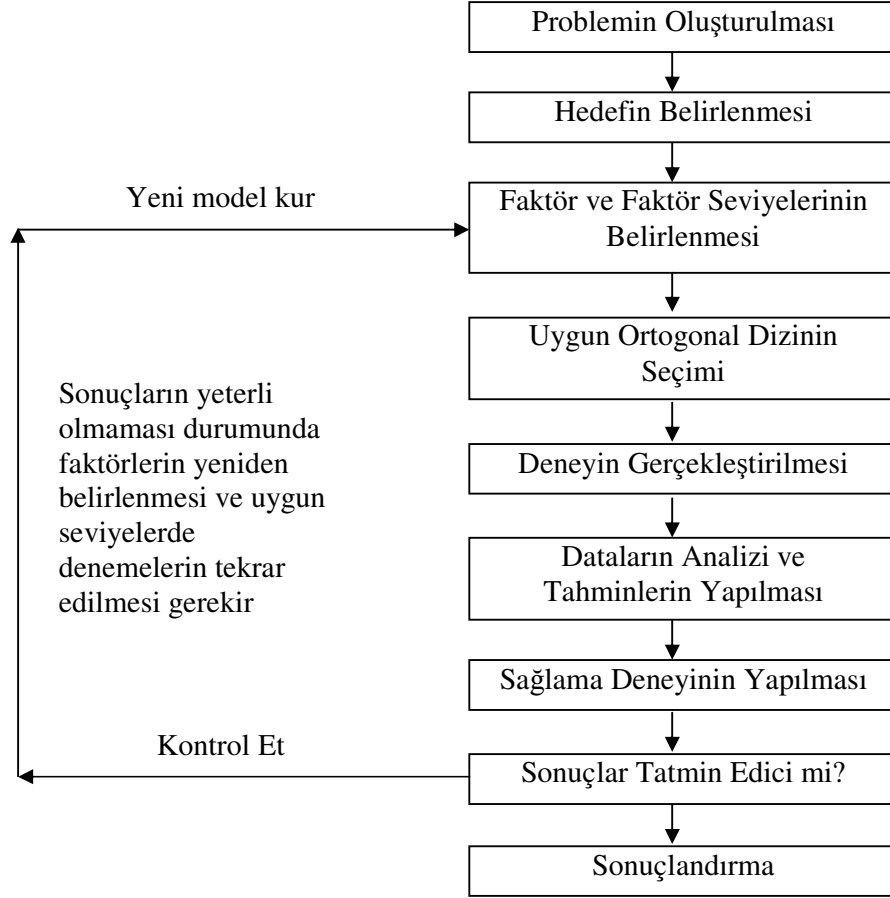 Problemin Oluşturulması
Hedefin Belirlenmesi
Yeni model kur
Faktör ve Faktör Seviyelerinin
Belirlenmesi
Uygun Ortogonal Dizinin
Seçimi
Sonuçların yeterli
olmaması durumunda
faktörlerin yeniden
belirlenmesi ve uygun
seviyelerde
denemelerin tekrar
edilmesi gerekir
Deneyin Gerçekleştirilmesi
Dataların Analizi ve
Tahminlerin Yapılması
Sağlama Deneyinin Yapılması
Kontrol Et
Sonuçlar Tatmin Edici mi?
Sonuçlandırma